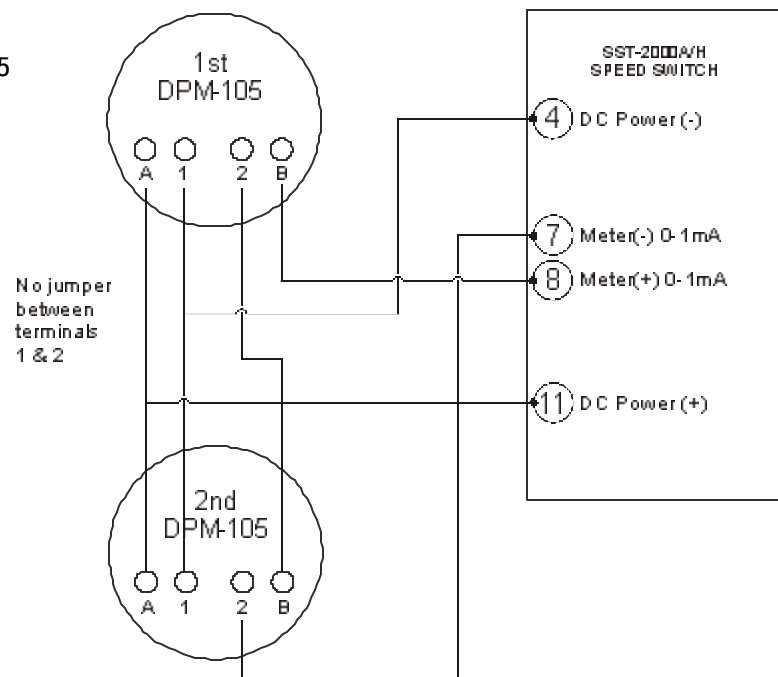 5
1st
DPM-105
A 1 2 B
SST-2000A/H
SPEED SWITCH
4 DC Power (-)
7 Meter(-) 0-1mA
8 Meter(+) 0-1mA
No jumper
between
terminals
1 & 2
11 DC Power (+)
2nd
DPM-105
A 1 2 B